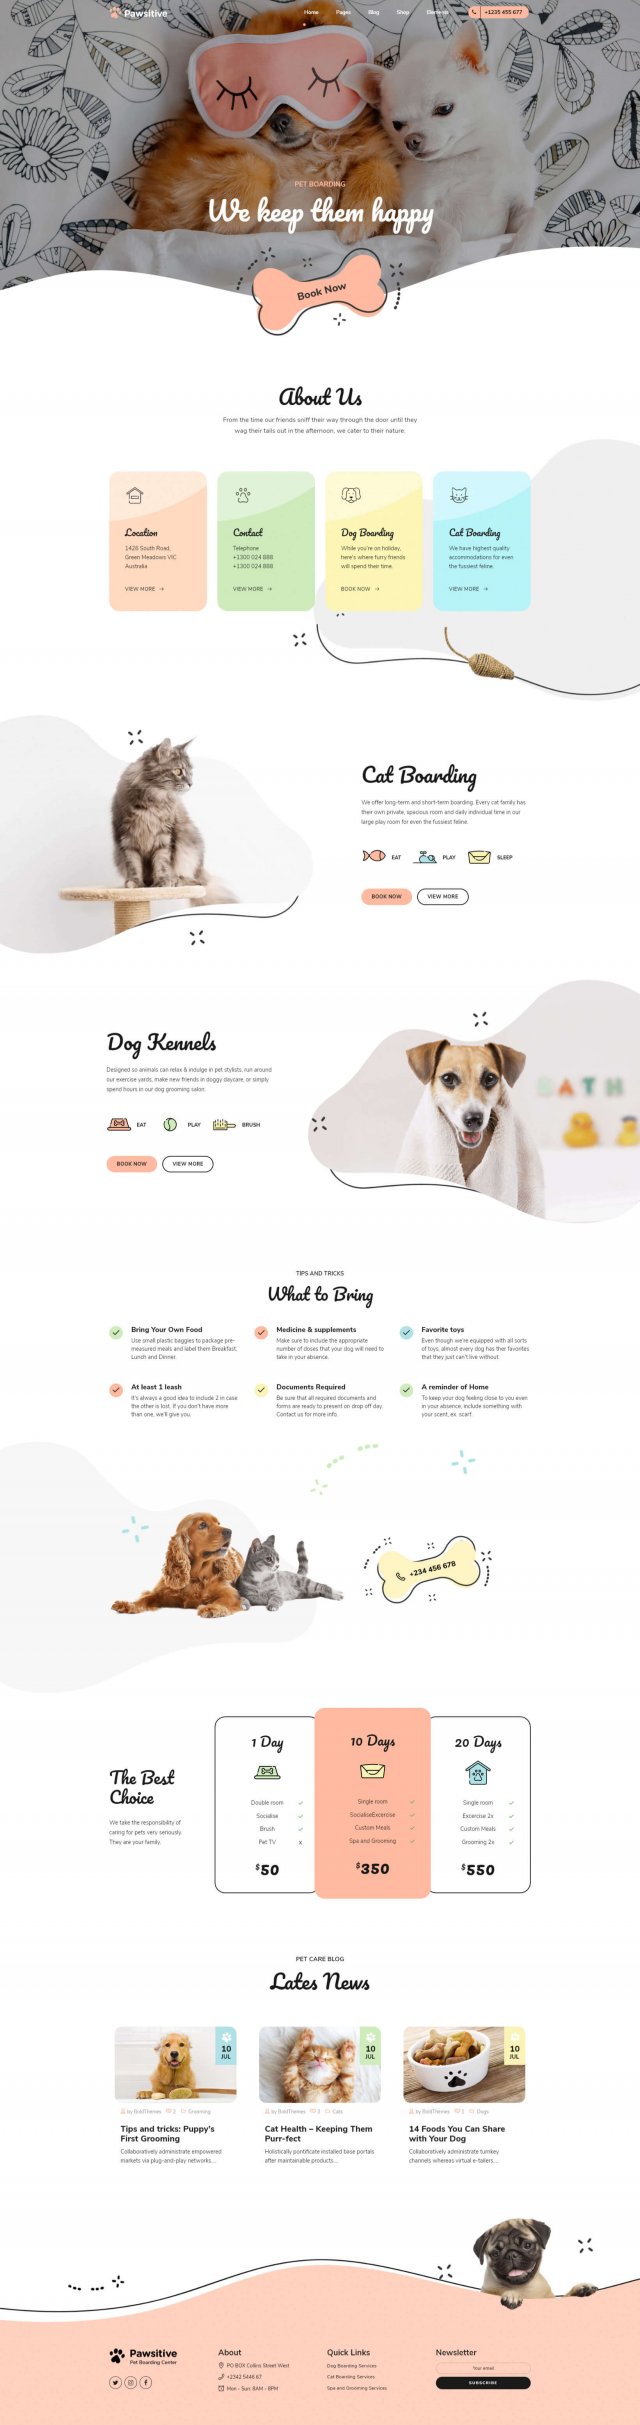 Pawsitive
Home Pages Blog Shop Elements +1235 455 677
PET BOARDING
We keep them happy
Book Now
About Us
From the time our friends sniff their way through the door until they
wag their tails out in the afternoon, we cater to their nature.
Location
1426 South Road,
Green Meadows VIC
Australia
VIEW MORE
Contact
Telephone
+1300 024 888
+1300 024 888
VIEW MORE
Dog Boarding
While you're on holiday,
here's where furry friends
will spend their time.
BOOK NOW
Cat Boarding
We have highest quality
accommodations for even
the fussiest feline.
VIEW MORE
Cat Boarding
We offer long-term and short-term boarding. Every cat family has
their own private, spacious room and daily individual time in our
large play room for even the fussiest feline.
EAT PLAY SLEEP
BOOK NOW VIEW MORE
Dog Kennels
Designed so animals can relax & indulge in pet stylists, run around
our exercise yards, make new friends in doggy daycare, or simply
spend hours in our dog grooming salon.
EAT PLAY BRUSH
BOOK NOW VIEW MORE
BATH
TIPS AND TRICKS
What to Bring
Bring Your Own Food
Use small plastic baggies to package pre-
measured meals and label them Breakfast,
Lunch and Dinner.
Medicine & supplements
Make sure to include the appropriate
number of doses that your dog will need to
take in your absence.
Favorite toys
Even though we're equipped with all sorts
of toys, almost every dog has ther favorites
that they just can't live without.
At least 1 leash
It's always a good idea to include 2 in case
the other is lost, If you don't have more
than one, we'll give you.
Documents Required
Be sure that all required documents and
forms are ready to present on drop off day.
Contact us for more info.
A reminder of Home
To keep your dog feeling close to you even
in your absence, include something with
your scent, ex. scarf.
+234 456 678
The Best
Choice
We take the responsibility of
caring for pets very seriously.
They are your family.
1 Day
Double room
Socialise
Brush
Pet TV x
$50
10 Days
Single room
SocialiseExcercise
Custom Meals
Spa and Grooming
$350
20 Days
Single room
Excercise 2x
Custom Meals
Grooming 2x
$550
PET CARE BLOG
Lates News
10
JUL
by BoldThemes 2 Grooming
Tips and tricks: Puppy's
First Grooming
Collaboratively administrate empowered
markets via plug-and-play networks....
10
JUL
by BoldThemes 3 Cats
Cat Health – Keeping Them
Purr-fect
Holistically pontificate installed base portals
after maintainable products....
10
JUL
by BoldThemes 1 Dogs
14 Foods You Can Share
with Your Dog
Collaboratively administrate turnkey
channels whereas virtual e-tailers....
Pawsitive
Pet Boarding Center
About
PO BOX Collins Street West
+2342 5446 67
Mon - Sun: 8AM - 8PM
Quick Links
Dog Boarding Services
Cat Boarding Services
Spa and Grooming Services
Newsletter
Your email
SUBSCRIBE